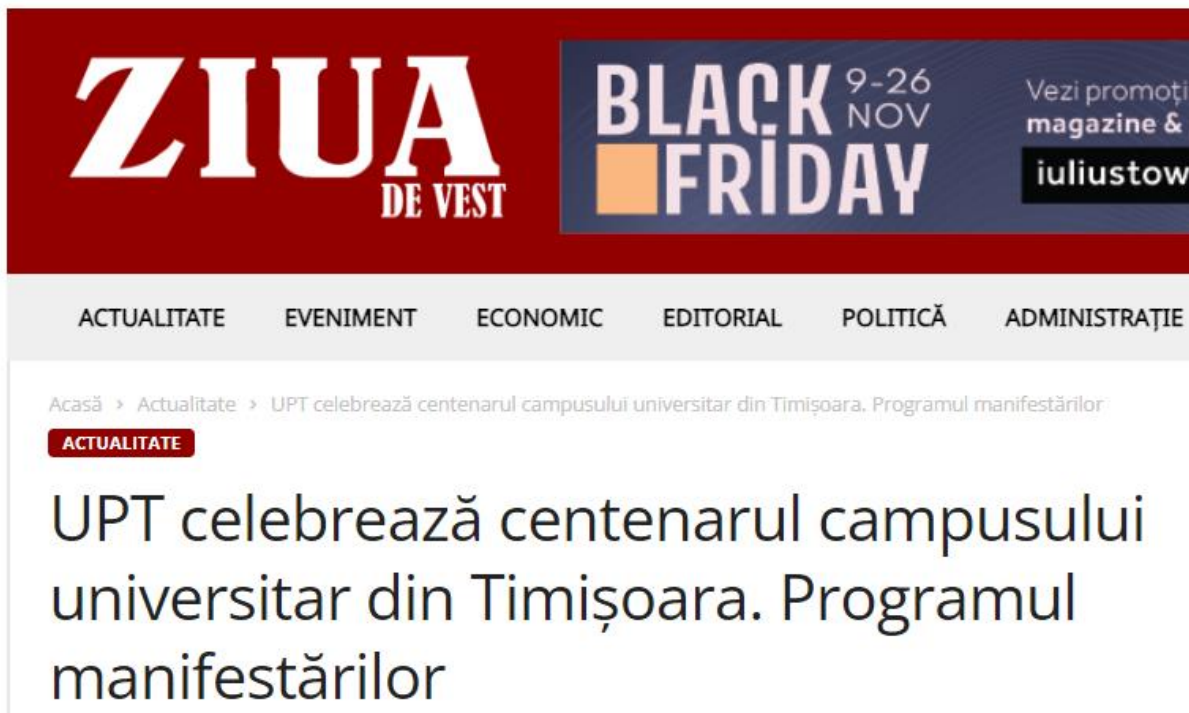 ZIUA
DE VEST
BLACK FRIDAY
9-26
NOV
Vezi promoți
magazine &
iuliustow
ACTUALITATE EVENIMENT ECONOMIC EDITORIAL POLITICĂ ADMINISTRAȚIE
Acasă › Actualitate › UPT celebrează centenarul campusului universitar din Timișoara. Programul manifestărilor
ACTUALITATE
UPT celebrează centenarul campusului
universitar din Timișoara. Programul
manifestărilor